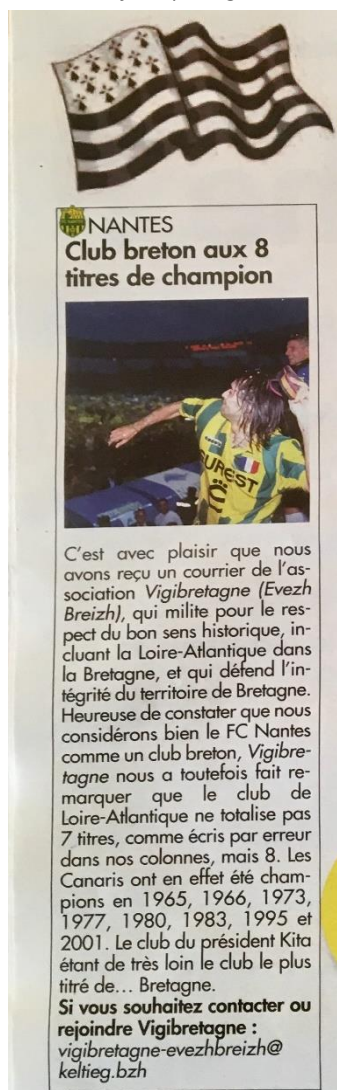 NANTES
Club breton aux 8
titres de champion
C'est avec plaisir que nous
avons reçu un courrier de l'as-
sociation Vigibretagne (Evezh
Breizh), qui milite pour le res-
pect du bon sens historique, in-
cluant la Loire-Atlantique dans
la Bretagne, et qui défend l'in-
tégrité du territoire de Bretagne.
Heureuse de constater que nous
considérons bien le FC Nantes
comme un club breton, Vigibre-
tagne nous a toutefois fait re-
marquer que le club de
Loire-Atlantique ne totalise pas
7 titres, comme écris par erreur
dans nos colonnes, mais 8. Les
Canaris ont en effet été cham-
pions en 1965, 1966, 1973,
1977, 1980, 1983, 1995 et
2001. Le club du président Kita
étant de très loin le club le plus
titré de... Bretagne.
Si vous souhaitez contacter ou
rejoindre Vigibretagne :
vigibretagne-evezhbreizh@
keltieg.bzh